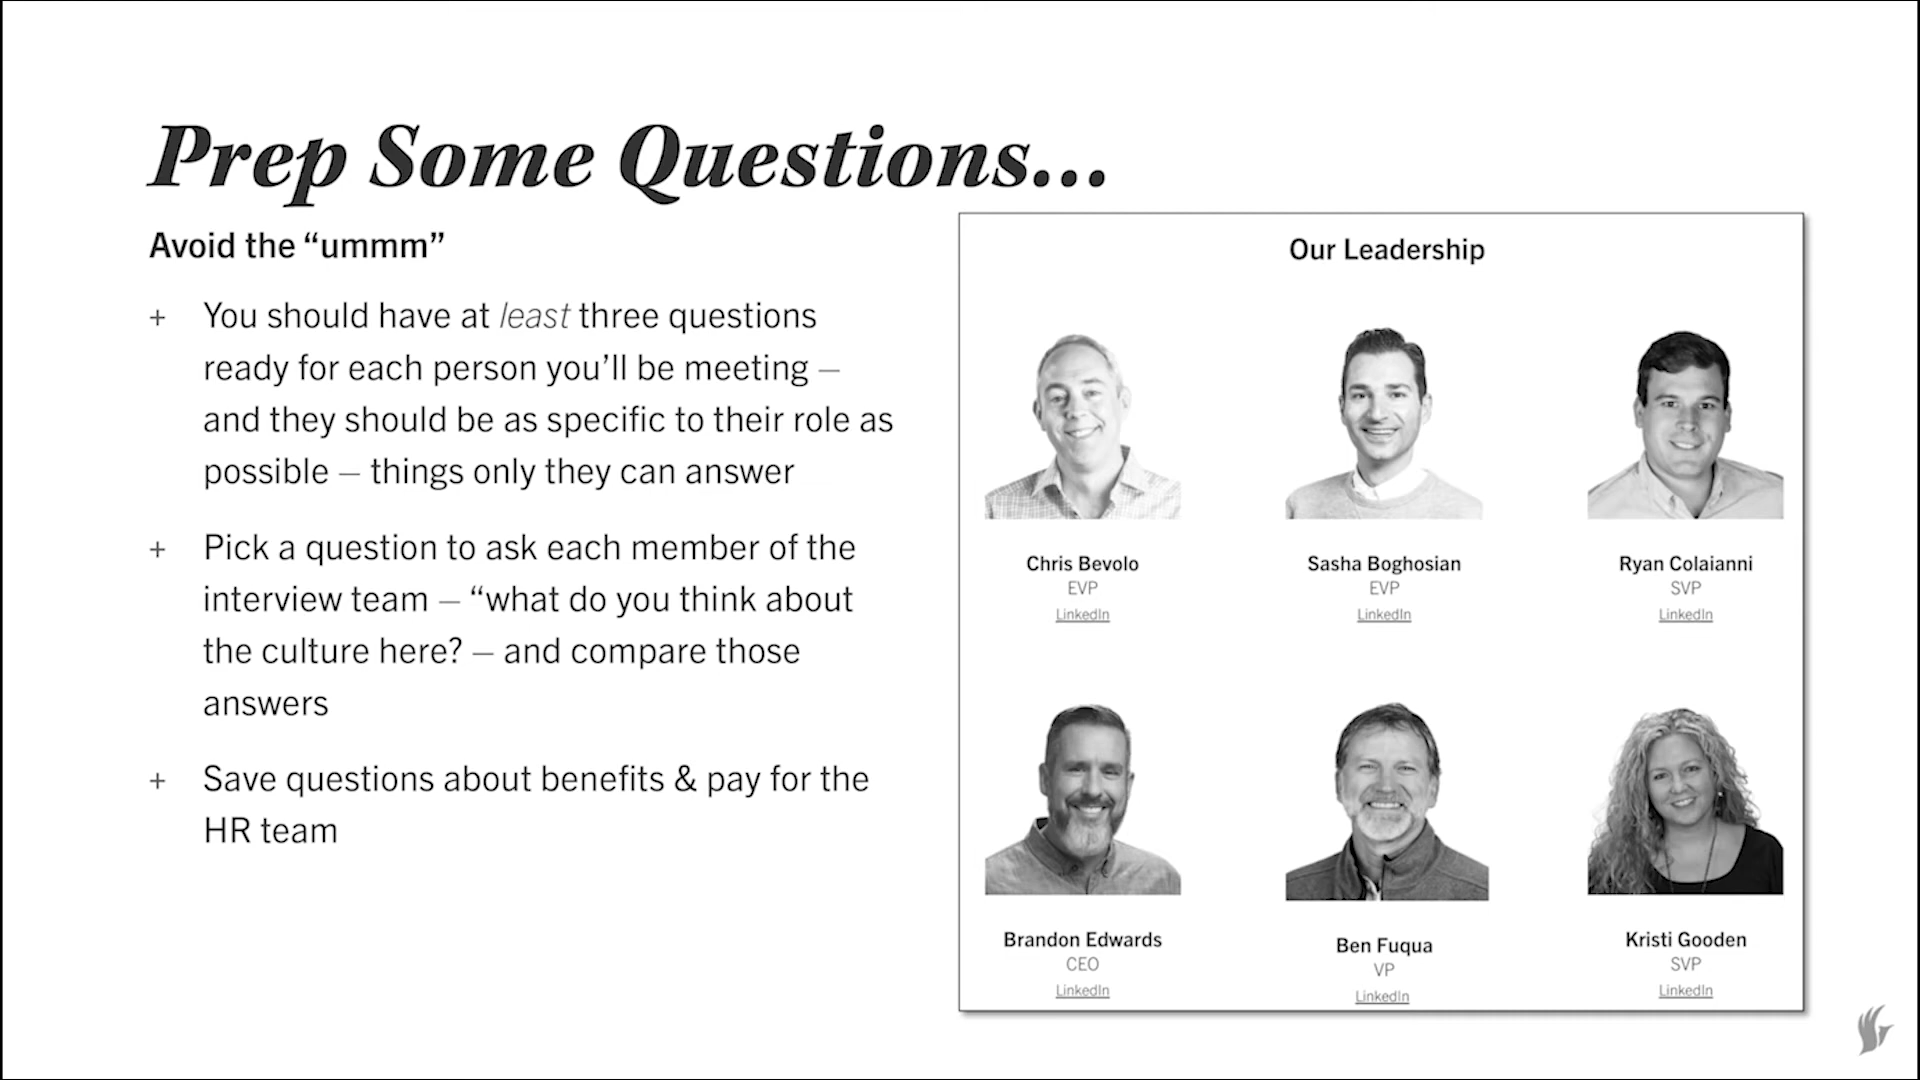 Prep Some Questions...
Avoid the “ummm”
+ You should have at least three questions
ready for each person you’ll be meeting –
and they should be as specific to their role as
possible – things only they can answer
+ Pick a question to ask each member of the
interview team – “what do you think about
the culture here? – and compare those
answers
+ Save questions about benefits & pay for the
HR team
Our Leadership
Chris Bevolo
EVP
LinkedIn
Sasha Boghosian
EVP
LinkedIn
Ryan Colaianni
SVP
LinkedIn
Brandon Edwards
CEO
LinkedIn
Ben Fuqua
VP
LinkedIn
Kristi Gooden
SVP
LinkedIn